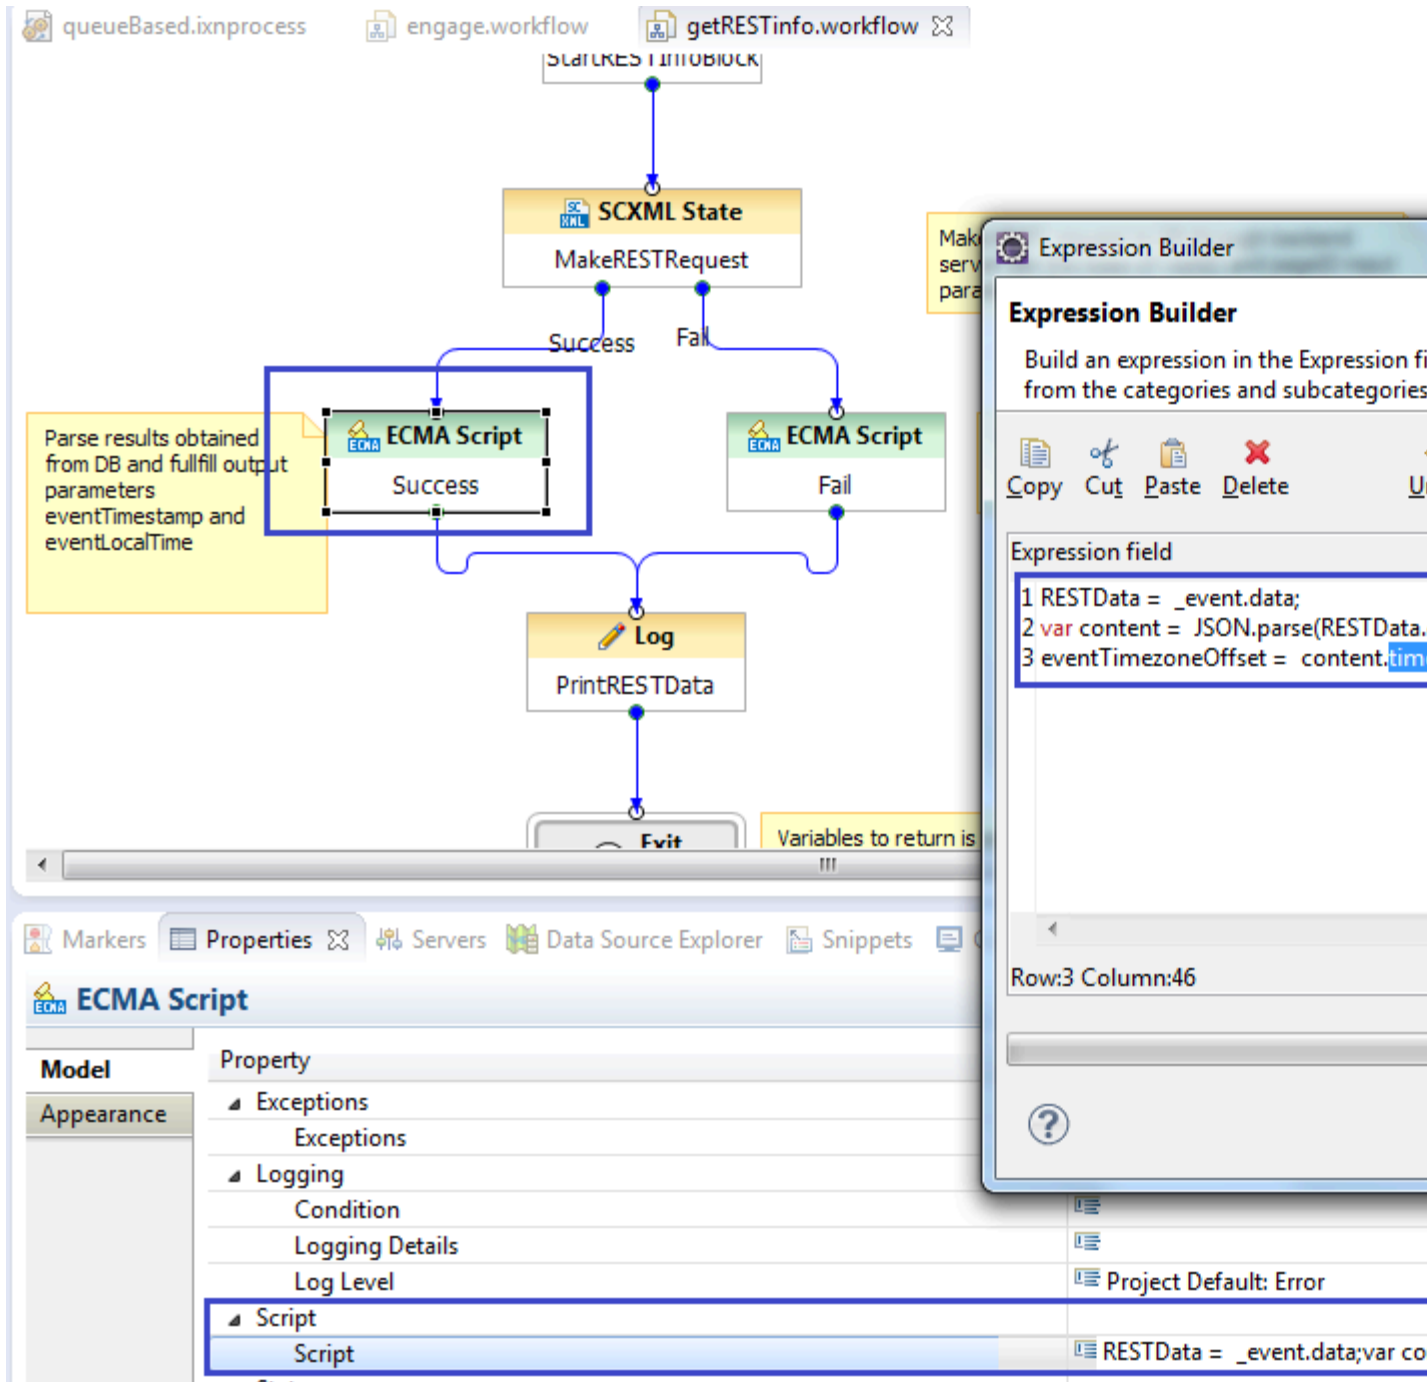 queueBased.ixnprocess
engage.workflow
getRESTinfo.workflow
StartRESTInfoBlock
SCXML State
MakeRESTRequest
Success
Fail
Parse results obtained
from DB and fullfill output
parameters
eventTimestamp and
eventLocalTime
ECMA Script
Success
ECMA Script
Fail
Log
PrintRESTData
Exit
Variables to return is
Expression Builder
Expression Builder
Build an expression in the Expression fi
from the categories and subcategories
Copy Cut Paste Delete
Expression field
1 RESTData = _event.data;
2 var content = JSON.parse(RESTData.
3 eventTimezoneOffset = content.tim
Row:3 Column:46
Markers Properties Servers Data Source Explorer Snippets
ECMA Script
Model
Appearance
Property
Exceptions
Exceptions
Logging
Condition
Logging Details
Log Level Project Default: Error
Script
Script RESTData = _event.data;var co